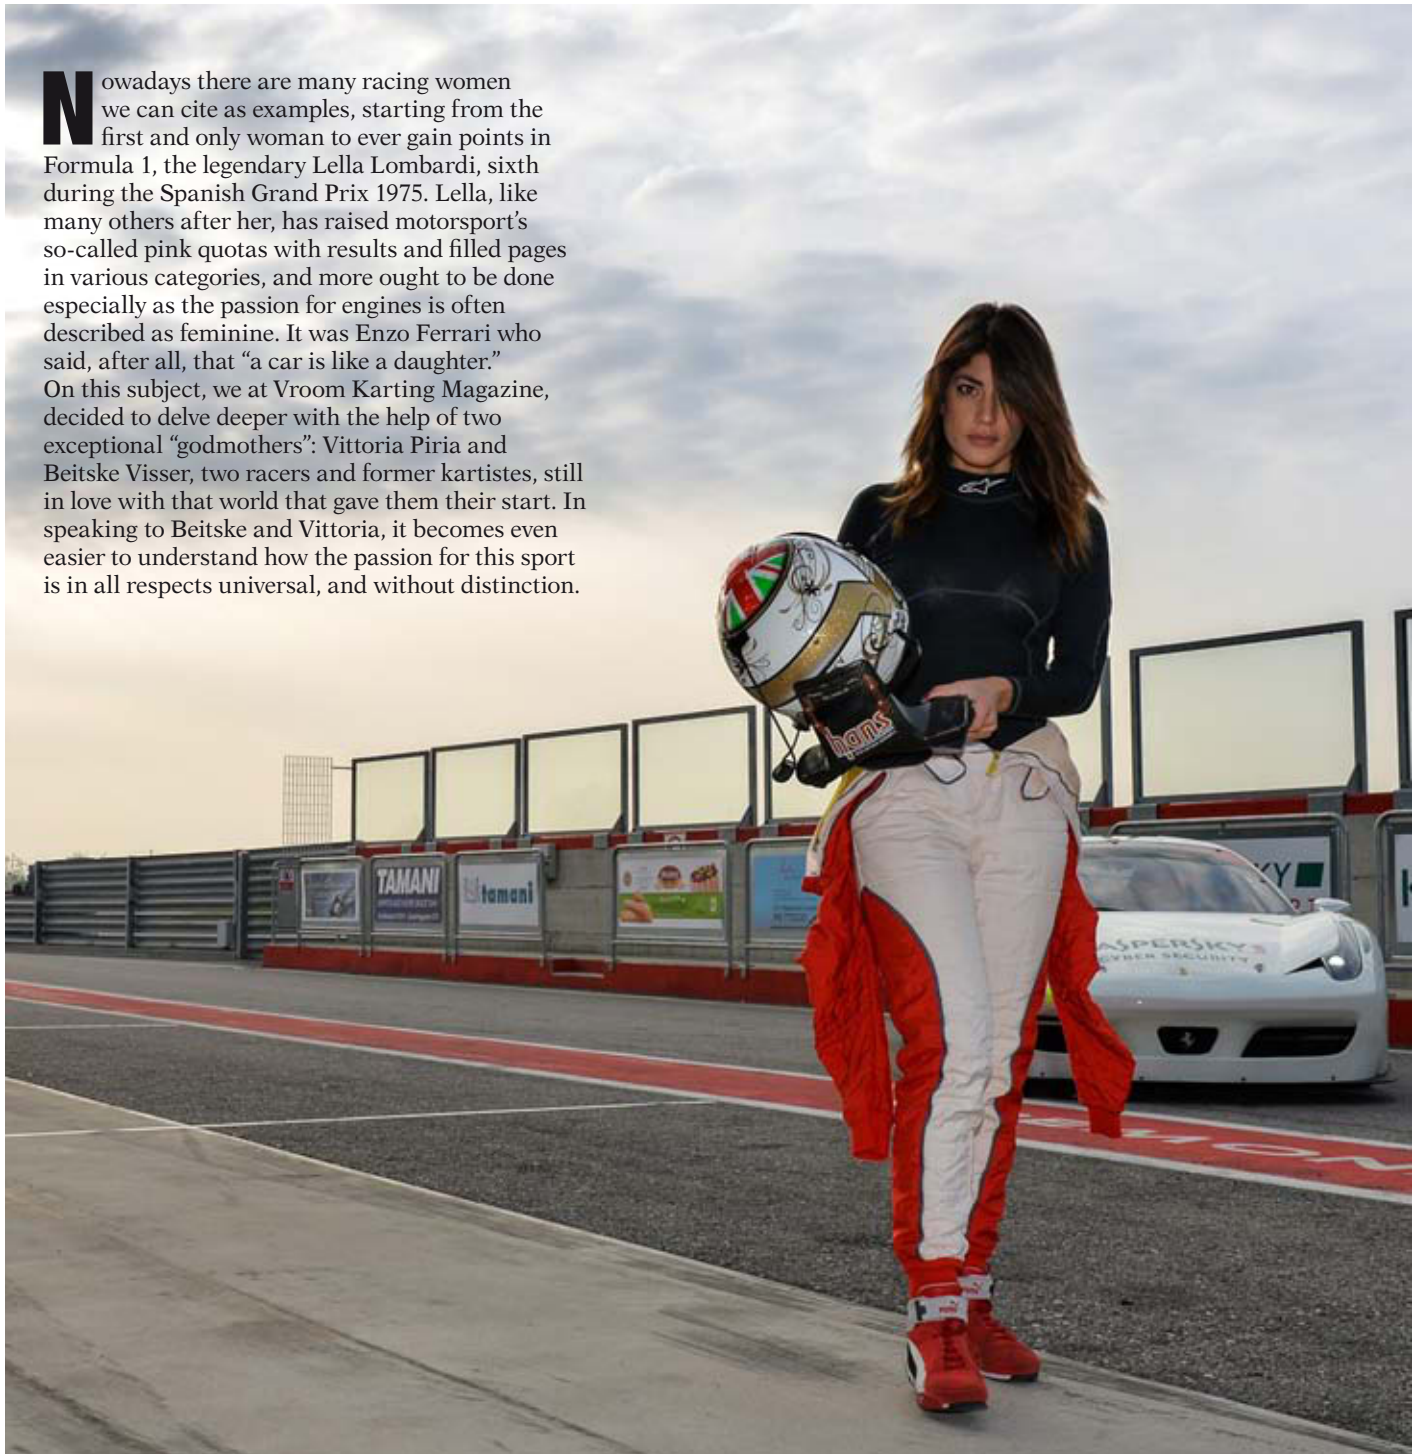 Nowadays there are many racing women
we can cite as examples, starting from the
first and only woman to ever gain points in
Formula 1, the legendary Lella Lombardi, sixth
during the Spanish Grand Prix 1975. Lella, like
many others after her, has raised motorsport’s
so-called pink quotas with results and filled pages
in various categories, and more ought to be done
especially as the passion for engines is often
described as feminine. It was Enzo Ferrari who
said, after all, that “a car is like a daughter.”
On this subject, we at Vroom Karting Magazine,
decided to delve deeper with the help of two
exceptional “godmothers”: Vittoria Piria and
Beitske Visser, two racers and former kartistes, still
in love with that world that gave them their start. In
speaking to Beitske and Vittoria, it becomes even
easier to understand how the passion for this sport
is in all respects universal, and without distinction.
hans
TAMANI
tamani
KY
ASPERSKY
CYBER SECURITY
EMON